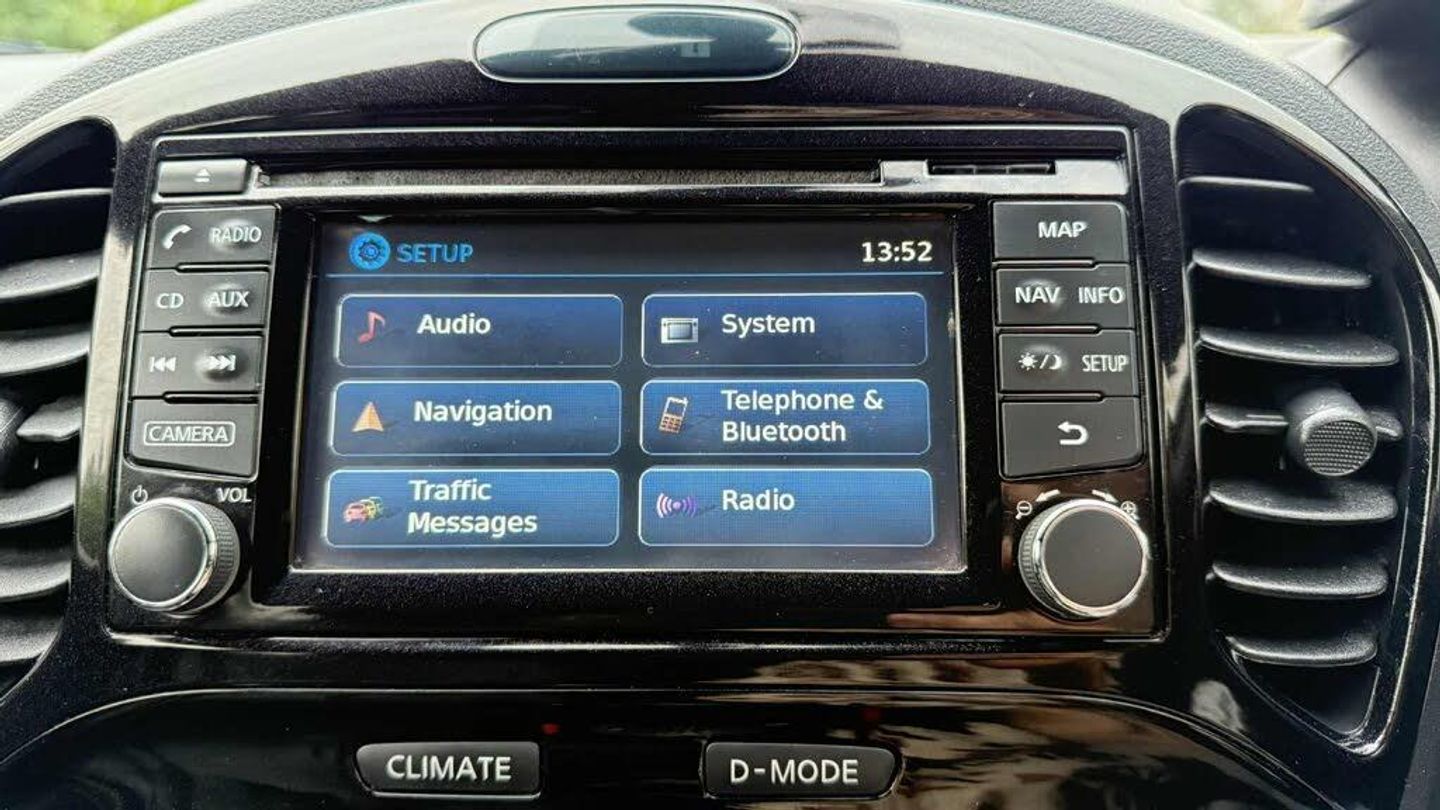 RADIO
CD AUX
CAMERA
VOL
SETUP 13:52
Audio
System
Navigation
Telephone &
Bluetooth
Traffic
Messages
Radio
MAP
NAV INFO
SETUP
CLIMATE
D-MODE